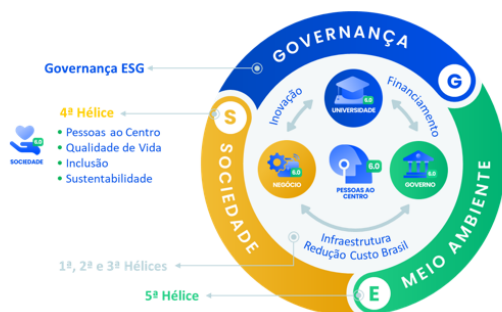 GOVERNANÇA
Governança ESG
G
Inovação
Financiamento
6.0
UNIVERSIDADE
4ª Hélice
S
6.0
SOCIEDADE
• Pessoas ao Centro
• Qualidade de Vida
• Inclusão
• Sustentabilidade
SOCIEDADE
6.0
NEGÓCIO
6.0
PESSOAS AO
CENTRO
6.0
GOVERNO
MEIO AMBIENTE
Infraestrutura
Redução Custo Brasil
1ª, 2ª e 3ª Hélices
5ª Hélice
E